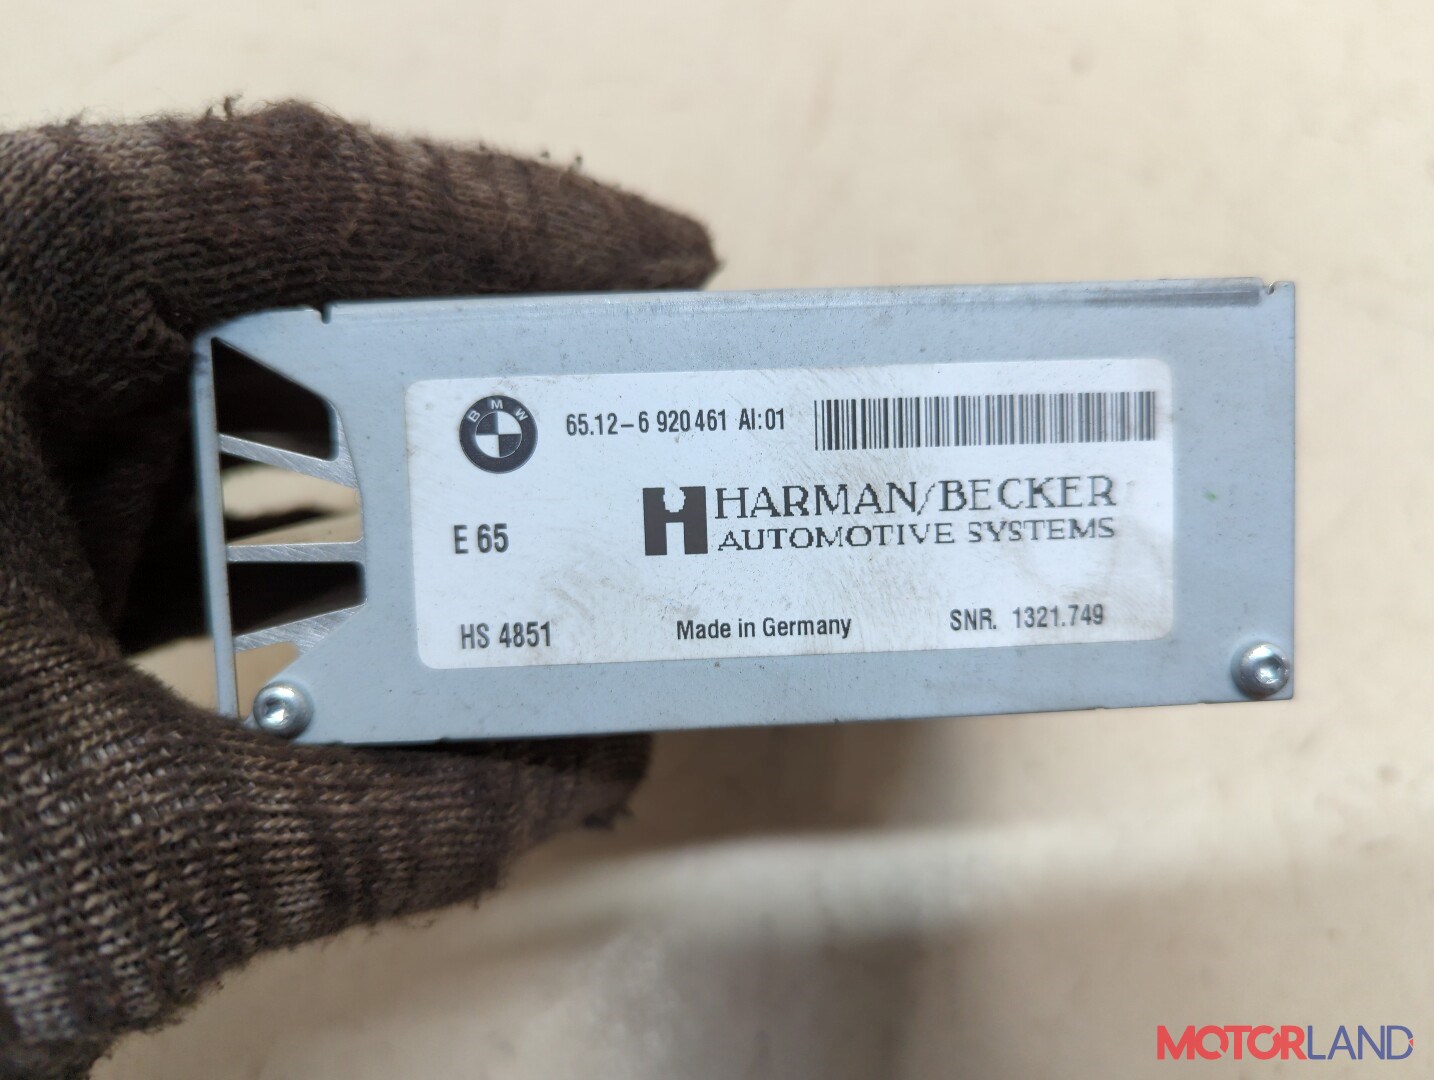 BMW
65.12-6 920461 AI:01
HARMAN/BECKER
AUTOMOTIVE SYSTEMS
E 65
HS 4851
Made in Germany
SNR. 1321.749
MOTORLAND